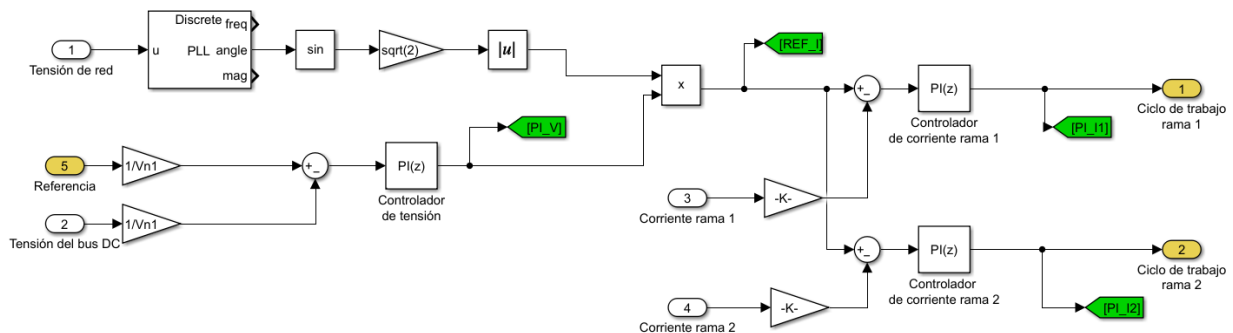 1
Tensión de red
u
Discrete
freq
PLL
angle
mag
sin
sqrt(2)
|u|
x
[REF_I]
[PI_V]
5
Referencia
1/Vn1
2
Tensión del bus DC
1/Vn1
+
−
PI(z)
Controlador
de tensión
+
−
PI(z)
Controlador
de corriente rama 1
[PI_I1]
1
Ciclo de trabajo
rama 1
3
Corriente rama 1
-K-
+
−
PI(z)
Controlador
de corriente rama 2
[PI_I2]
2
Ciclo de trabajo
rama 2
4
Corriente rama 2
-K-